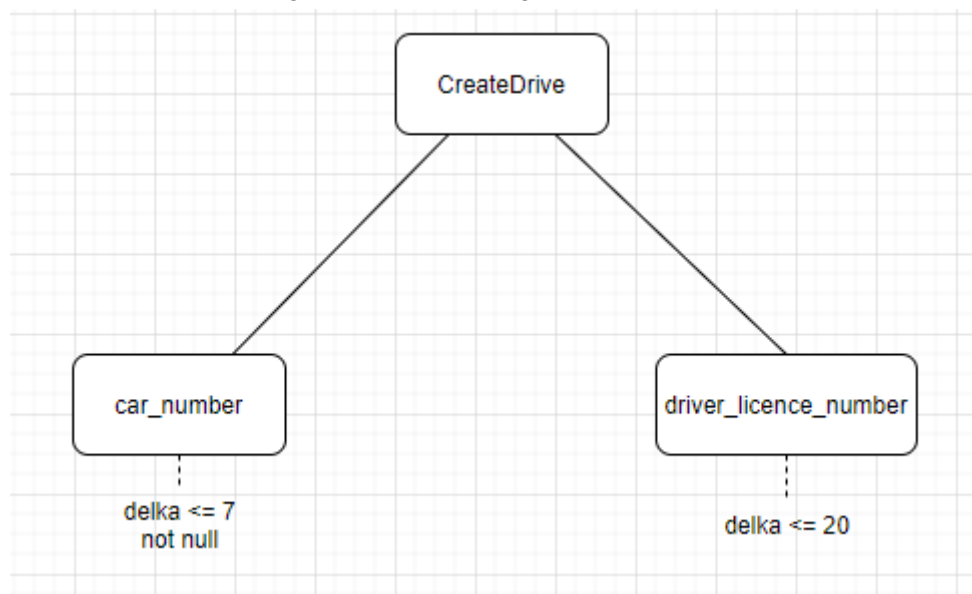 CreateDrive
car_number
driver_licence_number
delka <= 7
not null
delka <= 20